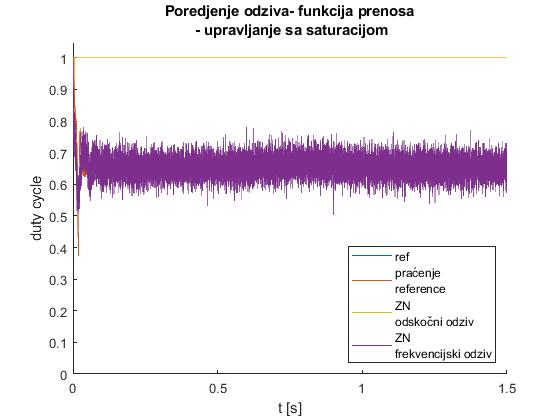 Poredjenje odziva- funkcija prenosa
- upravljanje sa saturacijom
duty cycle
1
0.9
0.8
0.7
0.6
0.5
0.4
0.3
0.2
0.1
0
0
0.5
1
1.5
t [s]
ref
praćenje
reference
ZN
odskočni odziv
ZN
frekvencijski odziv